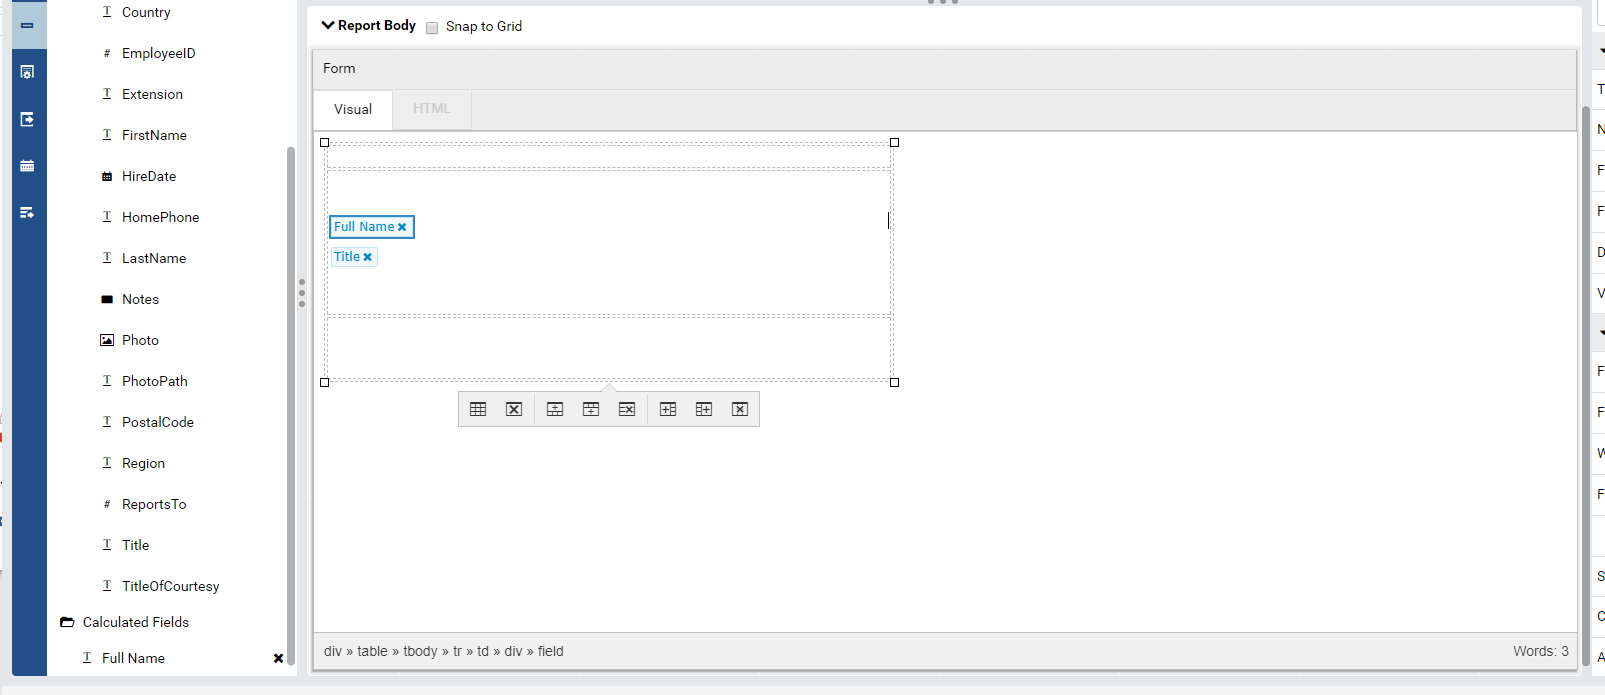 Country
EmployeeID
Extension
FirstName
HireDate
HomePhone
LastName
Notes
Photo
PhotoPath
PostalCode
Region
ReportsTo
Title
TitleOfCourtesy
Calculated Fields
Full Name
Report Body
Snap to Grid
Form
Visual
HTML
Full Name
Title
div » table » tbody » tr » td » div » field
Words: 3
T
N
F
F
D
V
F
F
W
F
S
C
A